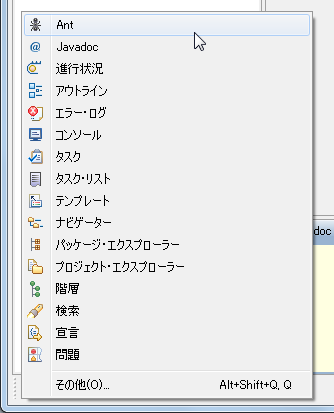 Ant
Javadoc
進行状況
アウトライン
エラー・ログ
コンソール
タスク
タスク・リスト
テンプレート
ナビゲーター
パッケージ・エクスプローラー
プロジェクト・エクスプローラー
階層
検索
宣言
問題
その他(O)... Alt+Shift+Q, Q
doc